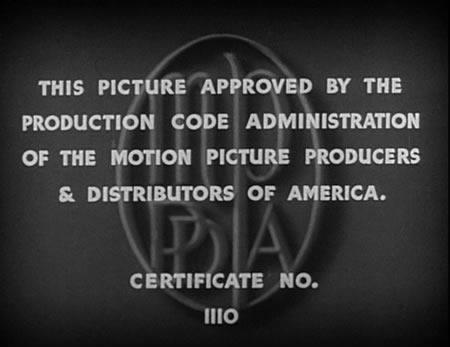 THIS PICTURE APPROVED BY THE
PRODUCTION CODE ADMINISTRATION
OF THE MOTION PICTURE PRODUCERS
& DISTRIBUTORS OF AMERICA.
MPPDA
CERTIFICATE NO.
1110